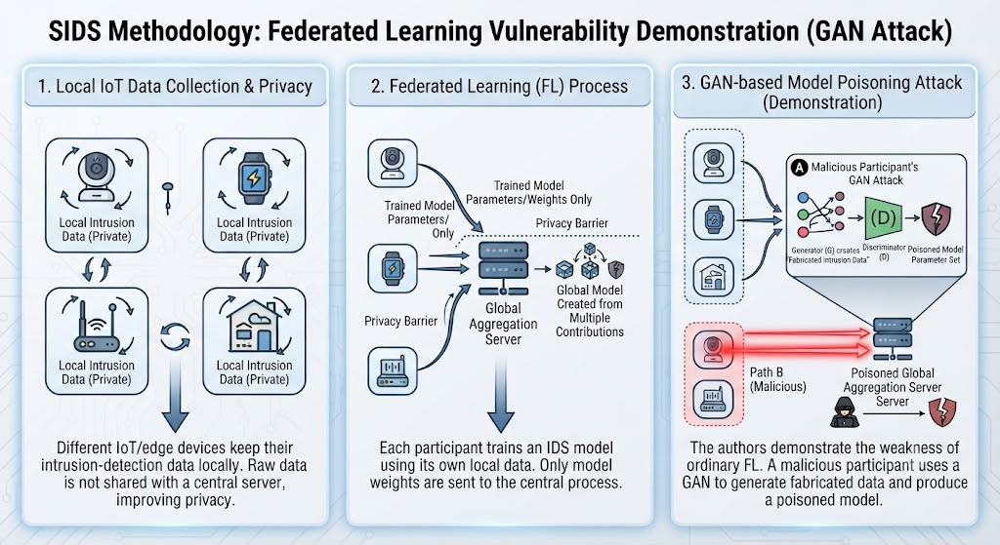 SIDS Methodology: Federated Learning Vulnerability Demonstration (GAN Attack)
1. Local IoT Data Collection & Privacy
Local Intrusion
Data (Private)
Local Intrusion
Data (Private)
Local Intrusion
Data (Private)
Local Intrusion
Data (Private)
Different IoT/edge devices keep their
intrusion-detection data locally. Raw data
is not shared with a central server,
improving privacy.
2. Federated Learning (FL) Process
Trained Model
Parameters/Weights Only
Trained Model
Parameters/
Only
Privacy Barrier
Privacy Barrier
Global
Aggregation
Server
Global Model
Created from
Multiple
Contributions
Each participant trains an IDS model
using its own local data. Only model
weights are sent to the central process.
3. GAN-based Model Poisoning Attack
(Demonstration)
A Malicious Participant's
GAN Attack
(D)
Generator (G) creates
"Fabricated Intrusion Data"
Discriminator
(D)
Poisoned Model
Parameter Set
Path B
(Malicious)
Poisoned Global
Aggregation Server
Server
The authors demonstrate the weakness of
ordinary FL. A malicious participant uses a
GAN to generate fabricated data and produce
a poisoned model.